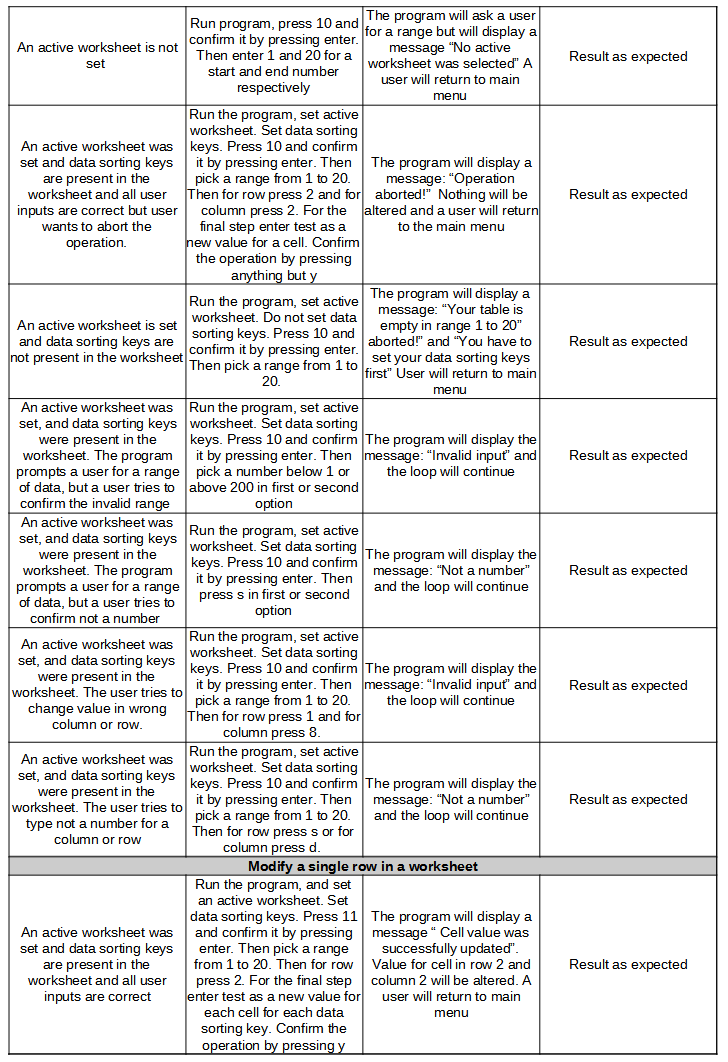 An active worksheet is not
set
Run program, press 10 and
confirm it by pressing enter.
Then enter 1 and 20 for a
start and end number
respectively
The program will ask a user
for a range but will display a
message “No active
worksheet was selected” A
user will return to main
menu
Result as expected
An active worksheet was
set and data sorting keys
are present in the
worksheet and all user
inputs are correct but user
wants to abort the
operation.
Run the program, set active
worksheet. Set data sorting
keys. Press 10 and confirm
it by pressing enter. Then
pick a range from 1 to 20.
Then for row press 2 and for
column press 2. For the
final step enter test as a
new value for a cell. Confirm
the operation by pressing
anything but y
The program will display a
message: “Operation
aborted!”  Nothing will be
altered and a user will return
to the main menu
Result as expected
An active worksheet is set
and data sorting keys are
not present in the worksheet
Run the program, set active
worksheet. Do not set data
sorting keys. Press 10 and
confirm it by pressing enter.
Then pick a range from 1 to
20.
The program will display a
message: “Your table is
empty in range 1 to 20”
aborted!” and “You have to
set your data sorting keys
first” User will return to main
menu
Result as expected
An active worksheet was
set, and data sorting keys
were present in the
worksheet. The program
prompts a user for a range
of data, but a user tries to
confirm the invalid range
Run the program, set active
worksheet. Set data sorting
keys. Press 10 and confirm
it by pressing enter. Then
pick a number below 1 or
above 200 in first or second
option
The program will display the
message: “Invalid input” and
the loop will continue
Result as expected
An active worksheet was
set, and data sorting keys
were present in the
worksheet. The program
prompts a user for a range
of data, but a user tries to
confirm not a number
Run the program, set active
worksheet. Set data sorting
keys. Press 10 and confirm
it by pressing enter. Then
press s in first or second
option
The program will display the
message: “Not a number”
and the loop will continue
Result as expected
An active worksheet was
set, and data sorting keys
were present in the
worksheet. The user tries to
change value in wrong
column or row.
Run the program, set active
worksheet. Set data sorting
keys. Press 10 and confirm
it by pressing enter. Then
pick a range from 1 to 20.
Then for row press 1 and for
column press 8.
The program will display the
message: “Invalid input” and
the loop will continue
Result as expected
An active worksheet was
set, and data sorting keys
were present in the
worksheet. The user tries to
type not a number for a
column or row
Run the program, set active
worksheet. Set data sorting
keys. Press 10 and confirm
it by pressing enter. Then
pick a range from 1 to 20.
Then for row press s or for
column press d.
The program will display the
message: “Not a number”
and the loop will continue
Result as expected
Modify a single row in a worksheet
An active worksheet was
set and data sorting keys
are present in the
worksheet and all user
inputs are correct
Run the program, and set
an active worksheet. Set
data sorting keys. Press 11
and confirm it by pressing
enter. Then pick a range
from 1 to 20. Then for row
press 2. For the final step
enter test as a new value for
each cell for each data
sorting key. Confirm the
operation by pressing y
The program will display a
message “ Cell value was
successfully updated”.
Value for cell in row 2 and
column 2 will be altered. A
user will return to main
menu
Result as expected